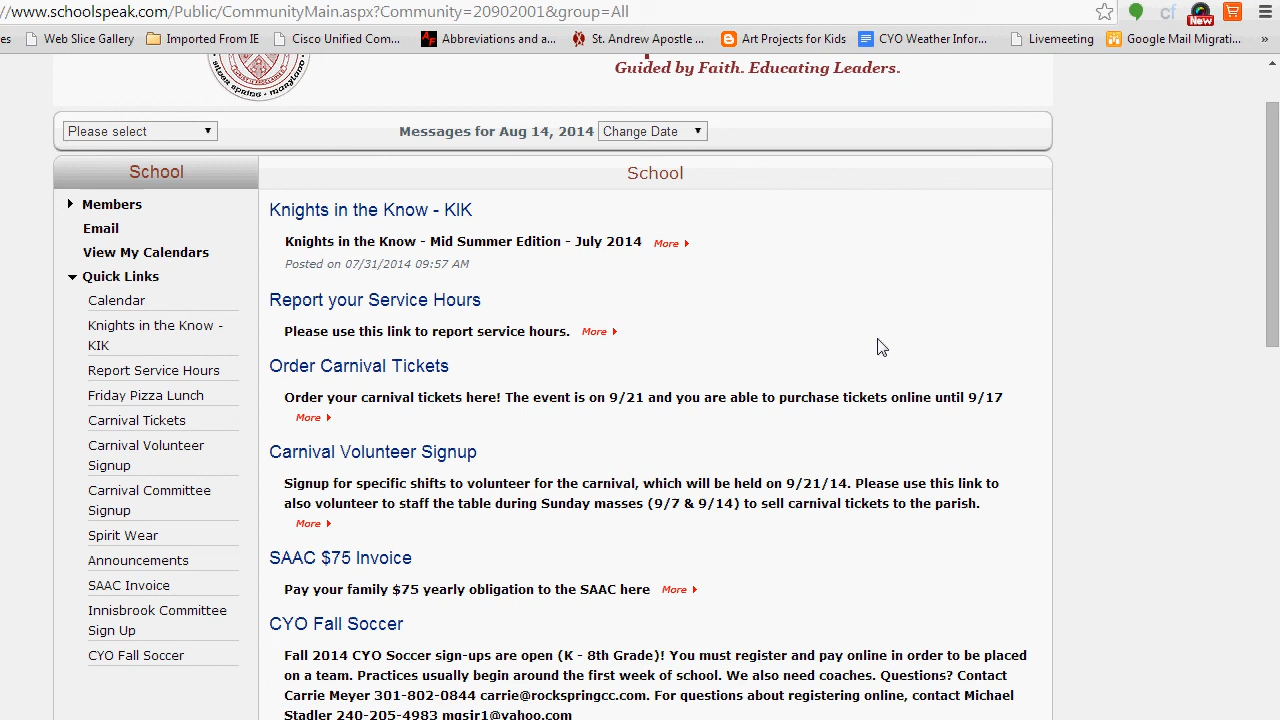 //www.schoolspeak.com/Public/CommunityMain.aspx?Community=20902001&group=All
New
es Web Slice Gallery Imported From IE Cisco Unified Com... Abbreviations and a... St. Andrew Apostle... Art Projects for Kids CYO Weather Infor... Livemeeting Google Mail Migrati... »
SILVER SPRING, MARYLAND
Guided by Faith. Educating Leaders.
Please select Messages for Aug 14, 2014 Change Date
School
Members
Email
View My Calendars
Quick Links
Calendar
Knights in the Know -
KIK
Report Service Hours
Friday Pizza Lunch
Carnival Tickets
Carnival Volunteer
Signup
Carnival Committee
Signup
Spirit Wear
Announcements
SAAC Invoice
Innisbrook Committee
Sign Up
CYO Fall Soccer
School
Knights in the Know - KIK
Knights in the Know - Mid Summer Edition - July 2014 More
Posted on 07/31/2014 09:57 AM
Report your Service Hours
Please use this link to report service hours. More
Order Carnival Tickets
Order your carnival tickets here! The event is on 9/21 and you are able to purchase tickets online until 9/17
More
Carnival Volunteer Signup
Signup for specific shifts to volunteer for the carnival, which will be held on 9/21/14. Please use this link to
also volunteer to staff the table during Sunday masses (9/7 & 9/14) to sell carnival tickets to the parish.
More
SAAC $75 Invoice
Pay your family $75 yearly obligation to the SAAC here More
CYO Fall Soccer
Fall 2014 CYO Soccer sign-ups are open (K - 8th Grade)! You must register and pay online in order to be placed
on a team. Practices usually begin around the first week of school. We also need coaches. Questions? Contact
Carrie Meyer 301-802-0844 carrie@rockspringcc.com. For questions about registering online, contact Michael
Stadler 240-205-4983 mgsir1@yahoo.com